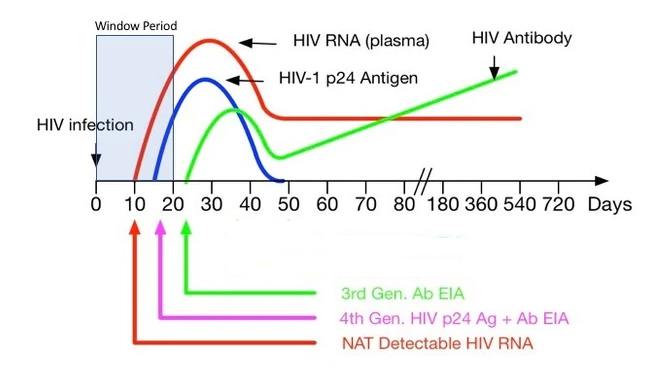 Window Period
HIV RNA (plasma)
HIV Antibody
HIV-1 p24 Antigen
HIV infection
0 10 20 30 40 50 60 70 80 180 360 540 720 Days
3rd Gen. Ab EIA
4th Gen. HIV p24 Ag + Ab EIA
NAT Detectable HIV RNA